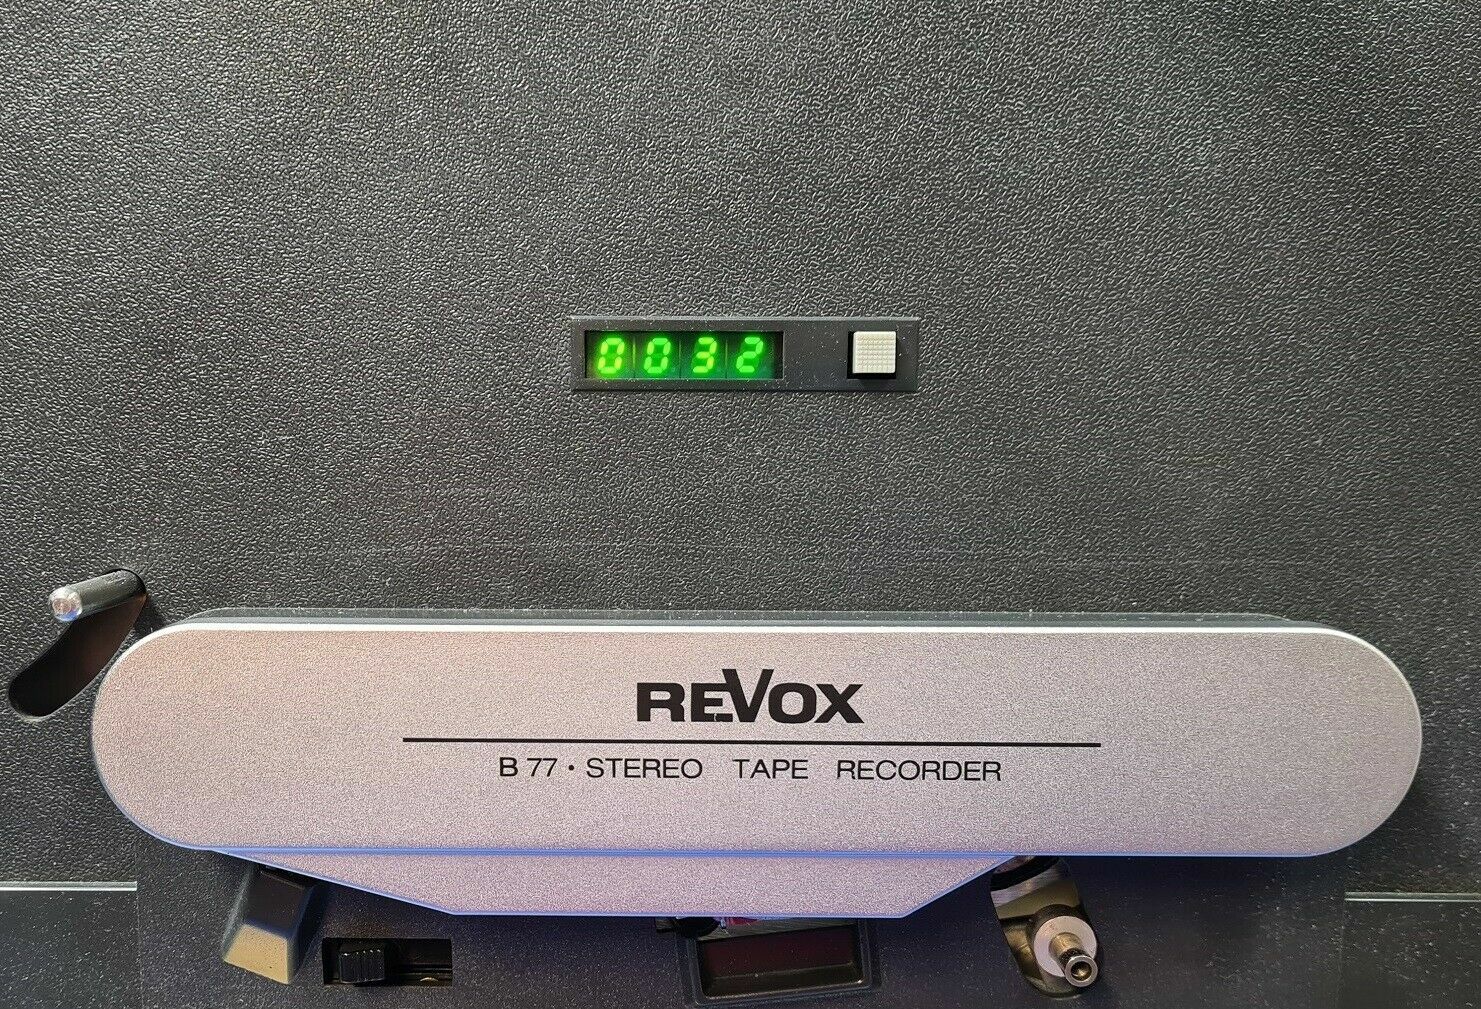 0032
REVOX
B 77 • STEREO TAPE RECORDER